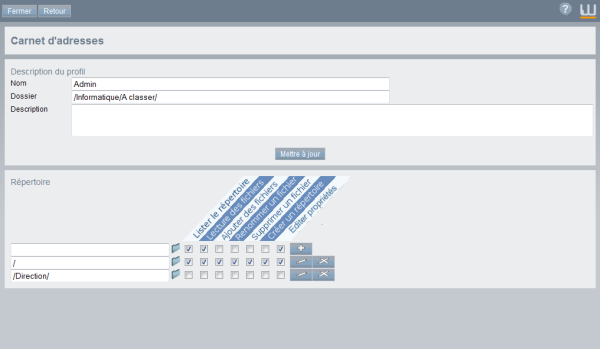 Fermer Retour
?
Carnet d'adresses
Description du profil
Nom Admin
Dossier /Informatique/A classer/
Description
Mettre à jour
Répertoire
Lister le répertoire
Lecture des fichiers
Ajouter des fichiers
Renommer un fichier
Supprimer un fichier
Créer un répertoire
Editer propriétés
/
/Direction/